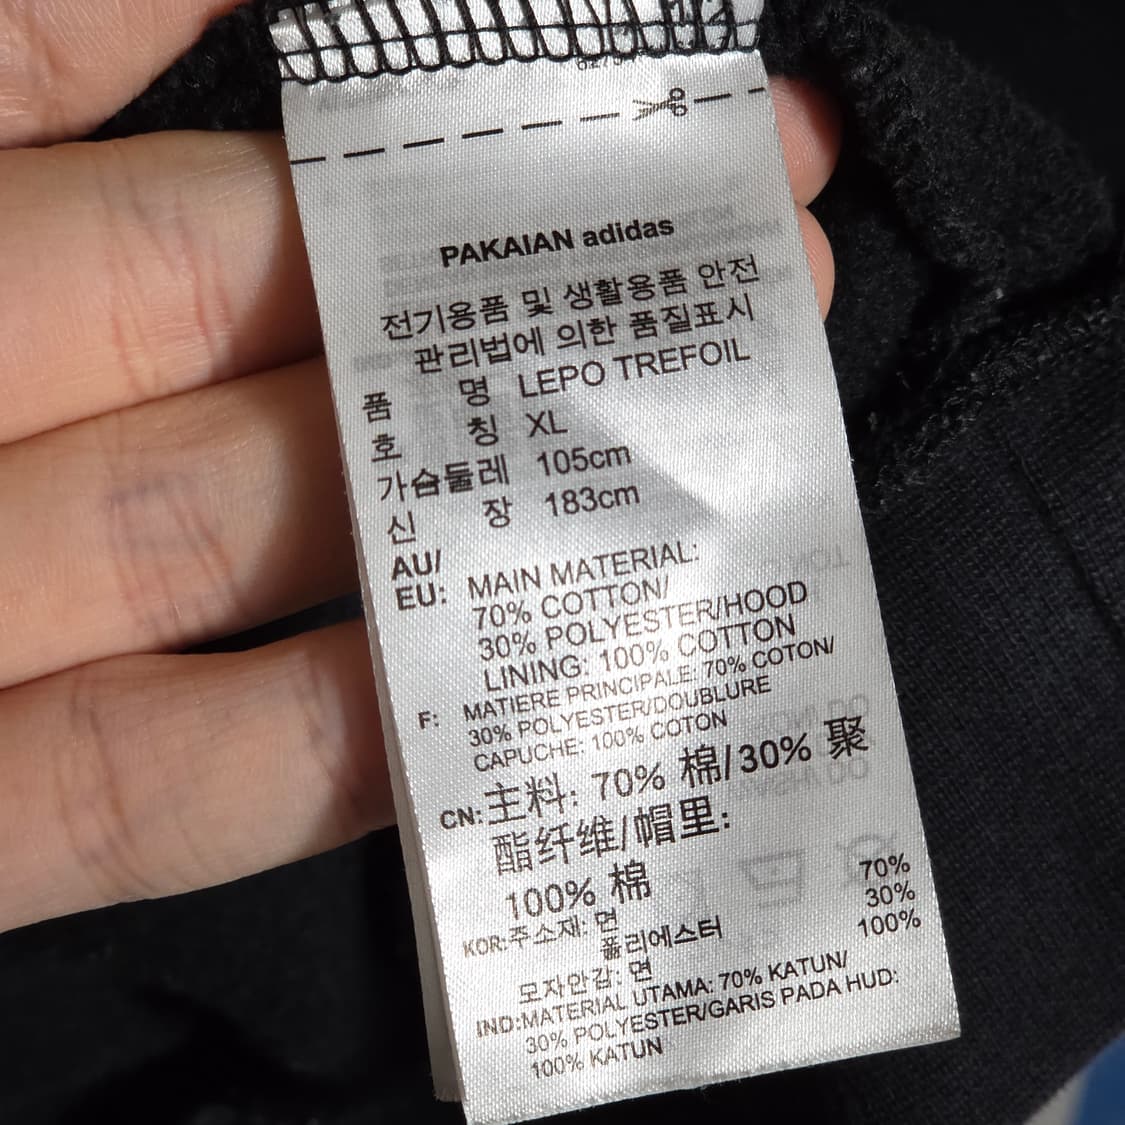 PAKAIAN adidas
전기용품 및 생활용품 안전
관리법에 의한 품질표시
품 명 LEPO TREFOIL
호 칭 XL
가슴둘레 105cm
신 장 183cm
AU/
EU: MAIN MATERIAL:
70% COTTON/
30% POLYESTER/HOOD
LINING: 100% COTTON
F: MATIERE PRINCIPALE: 70% COTON/
30% POLYESTER/DOUBLURE
CAPUCHE: 100% COTON
CN: 主料: 70% 棉/30% 聚
酯纤维/帽里:
100% 棉
KOR: 주소재: 면 70%
폴리에스터 30%
모자안감: 면 100%
IND: MATERIAL UTAMA: 70% KATUN/
30% POLYESTER/GARIS PADA HUD:
100% KATUN